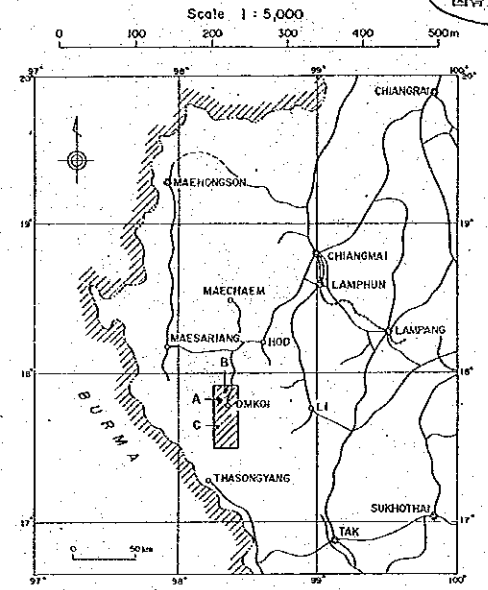 Scale 1 : 5,000
0 100 200 300 400 500m
97° 98° 99° 100°
20° 20°
CHIANGRAI
MAEHONGSON
19° 19°
CHIANGMAI
MAECHAEM LAMPHUN
MAESARIANG HOD LAMPANG
B
18° 18°
A OMKOI LI
C
BURMA
THASONGYANG
SUKHOTHAI
17° 17°
TAK
0 50km
97° 98° 99° 100°